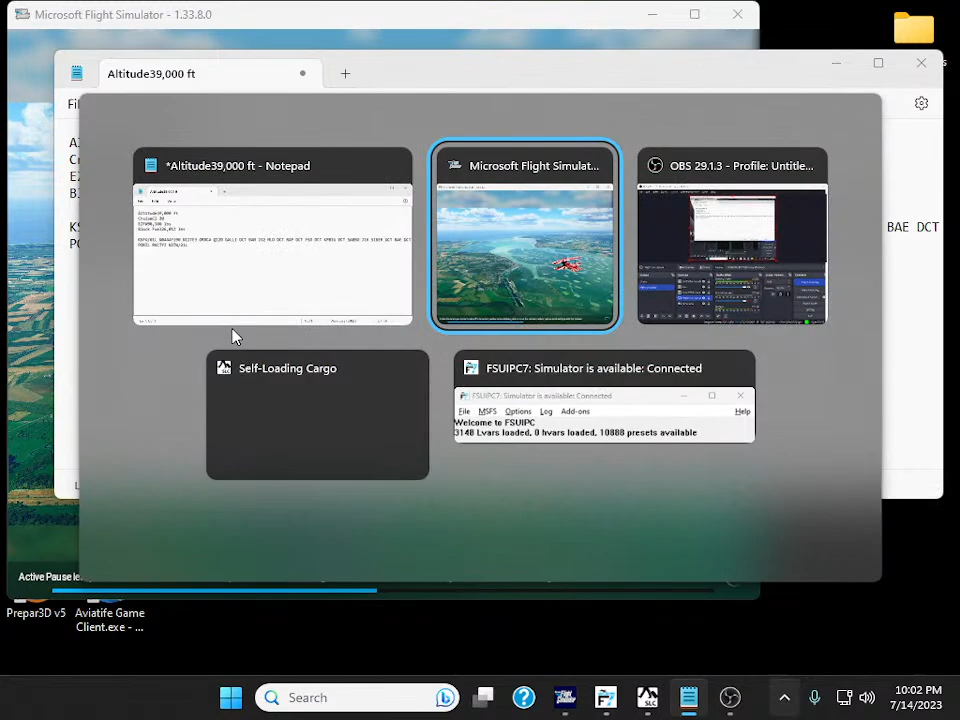 Microsoft Flight Simulator - 1.33.8.0
Altitude39,000 ft
Fi
*Altitude39,000 ft - Notepad
Microsoft Flight Simulat...
OBS 29.1.3 - Profile: Untitle...
BAE DCT
Self-Loading Cargo
FSUIPC7: Simulator is available: Connected
FSUIPC7: Simulator is available: Connected
File MSFS Options Log Add-ons Help
Welcome to FSUIPC
3148 Lvars loaded, 0 hvars loaded, 10888 presets available
Active Pause le
Prepar3D v5
Aviatife Game
Client.exe - ...
Search
10:02 PM
7/14/2023